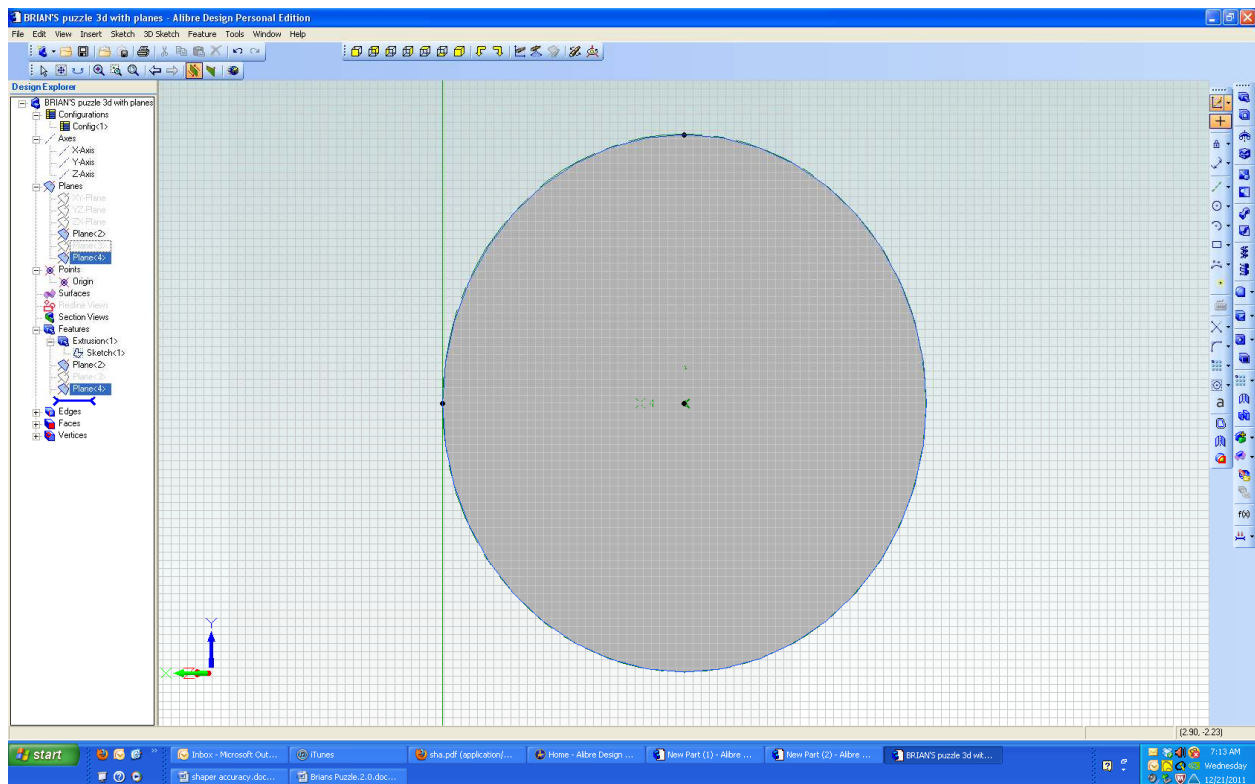 BRIAN'S puzzle 3d with planes - Alibre Design Personal Edition
File Edit View Insert Sketch 3D Sketch Feature Tools Window Help
Design Explorer
BRIAN'S puzzle 3d with planes
Configurations
Config<1>
Axes
X-Axis
Y-Axis
Z-Axis
Planes
XY-Plane
YZ-Plane
ZX-Plane
Plane<2>
Plane<4>
Points
Origin
Surfaces
Redline Views
Section Views
Features
Extrusion<1>
Sketch<1>
Plane<2>
Plane<4>
Edges
Faces
Vertices
Y
X
a
f(x)
(2.90, -2.23)
start
Inbox - Microsoft Out...
iTunes
sha.pdf (application/...
Home - Alibre Design ...
New Part (1) - Alibre ...
New Part (2) - Alibre ...
BRIAN'S puzzle 3d wit...
7:13 AM
Wednesday
shaper accuracy.doc...
Brians Puzzle.2.0.doc...
12/21/2011